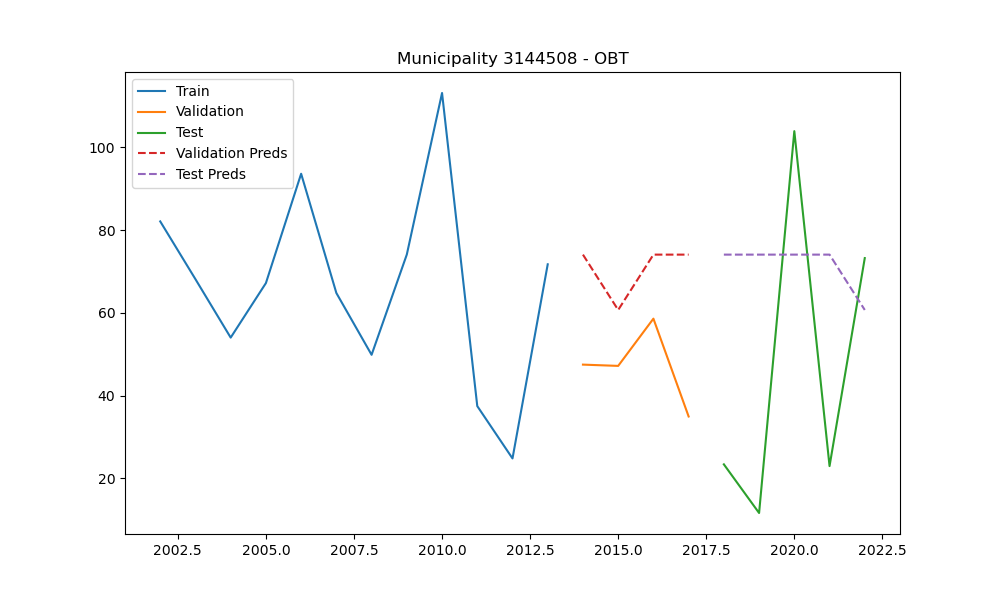 Municipality 3144508 - OBT
Train
Validation
Test
Validation Preds
Test Preds
100
80
60
40
20
2002.5 2005.0 2007.5 2010.0 2012.5 2015.0 2017.5 2020.0 2022.5